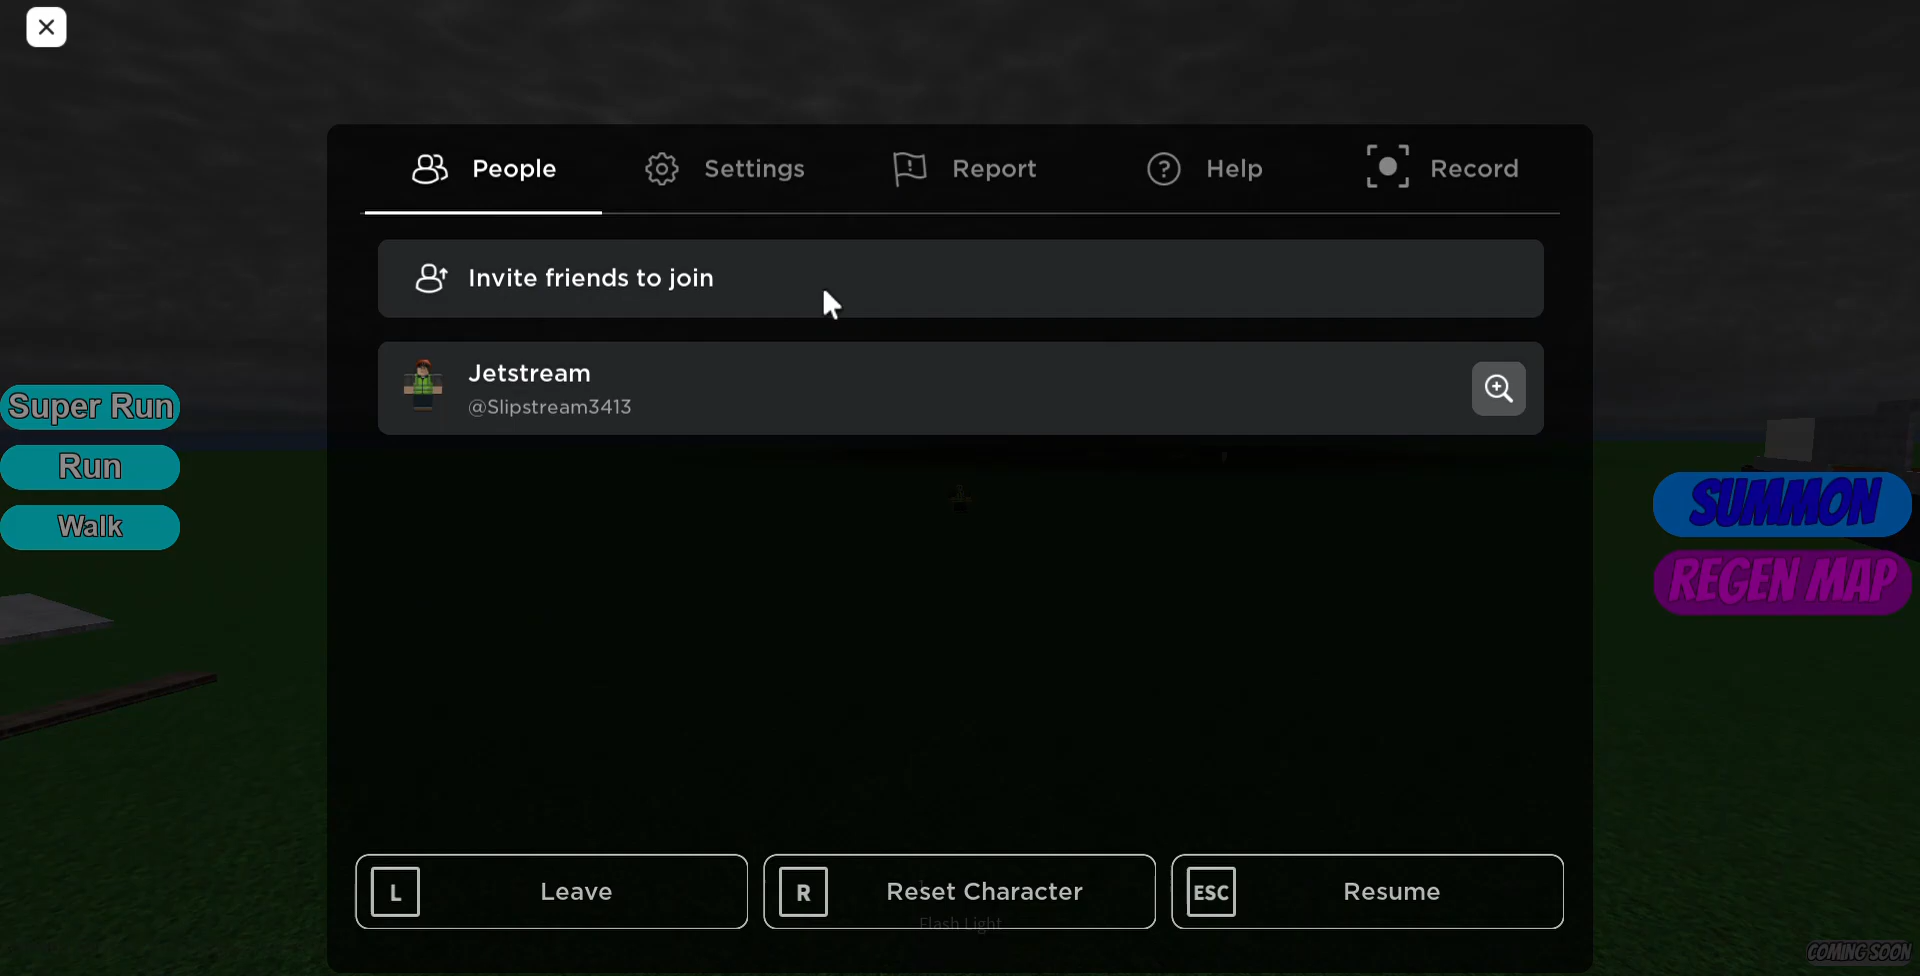 People
Settings
Report
Help
Record
Invite friends to join
Jetstream
@Slipstream3413
Super Run
Run
Walk
SUMMON
REGEN MAP
L
Leave
R
Reset Character
ESC
Resume
Flash Light
COMING SOON